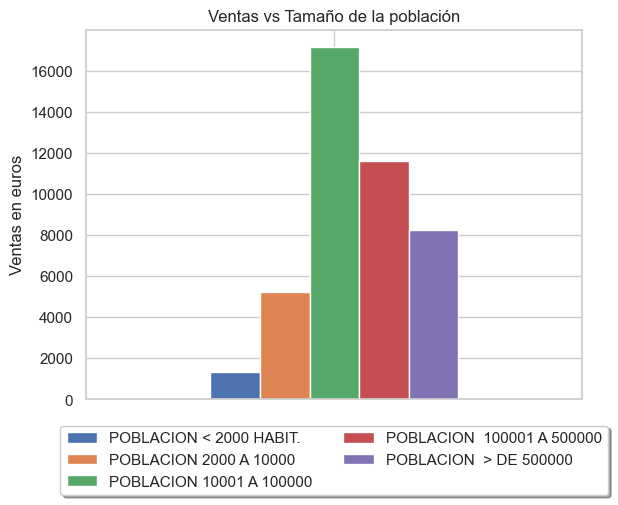 Ventas vs Tamaño de la población
Ventas en euros
16000
14000
12000
10000
8000
6000
4000
2000
0
POBLACION < 2000 HABIT.
POBLACION 2000 A 10000
POBLACION 10001 A 100000
POBLACION  100001 A 500000
POBLACION  > DE 500000